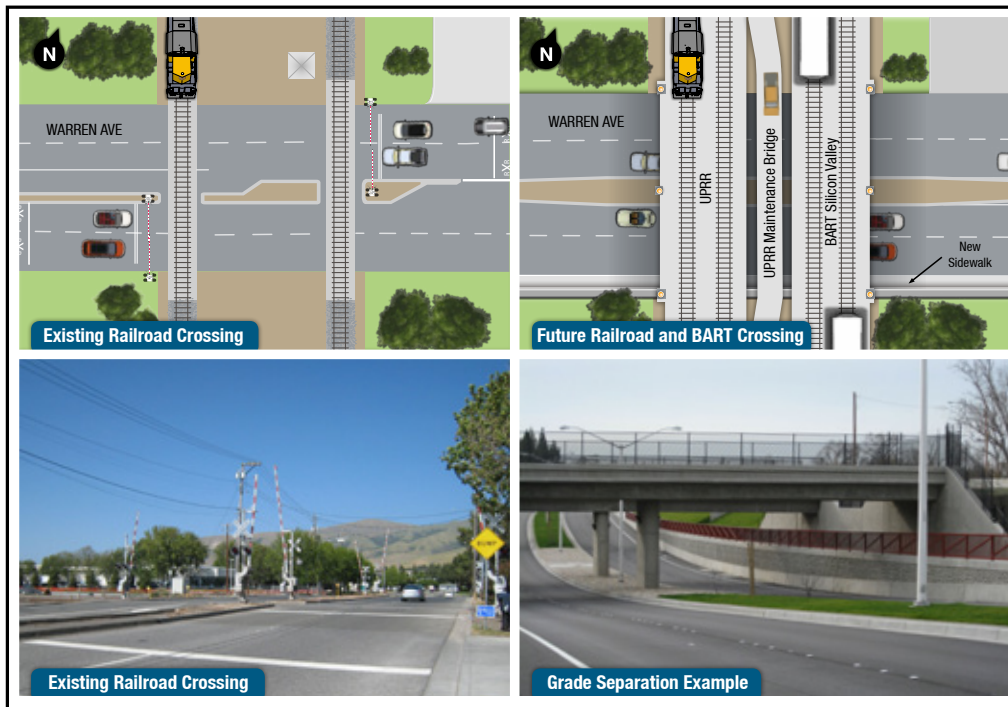 N
WARREN AVE
Existing Railroad Crossing
N
WARREN AVE
UPRR
UPRR Maintenance Bridge
BART Silicon Valley
New
Sidewalk
Future Railroad and BART Crossing
BUMP
Existing Railroad Crossing
Grade Separation Example